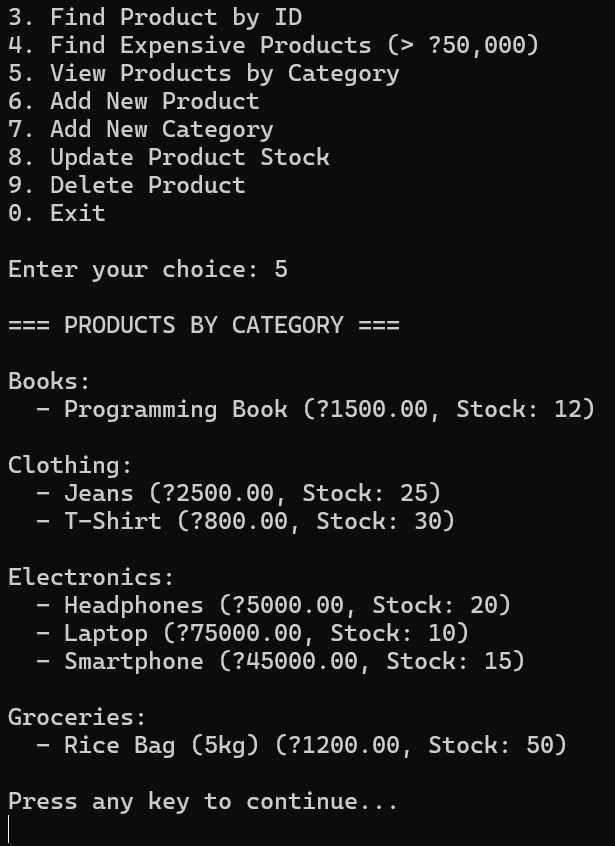 3. Find Product by ID
4. Find Expensive Products (> ?50,000)
5. View Products by Category
6. Add New Product
7. Add New Category
8. Update Product Stock
9. Delete Product
0. Exit
Enter your choice: 5
=== PRODUCTS BY CATEGORY ===
Books:
- Programming Book (?1500.00, Stock: 12)
Clothing:
- Jeans (?2500.00, Stock: 25)
- T-Shirt (?800.00, Stock: 30)
Electronics:
- Headphones (?5000.00, Stock: 20)
- Laptop (?75000.00, Stock: 10)
- Smartphone (?45000.00, Stock: 15)
Groceries:
- Rice Bag (5kg) (?1200.00, Stock: 50)
Press any key to continue...